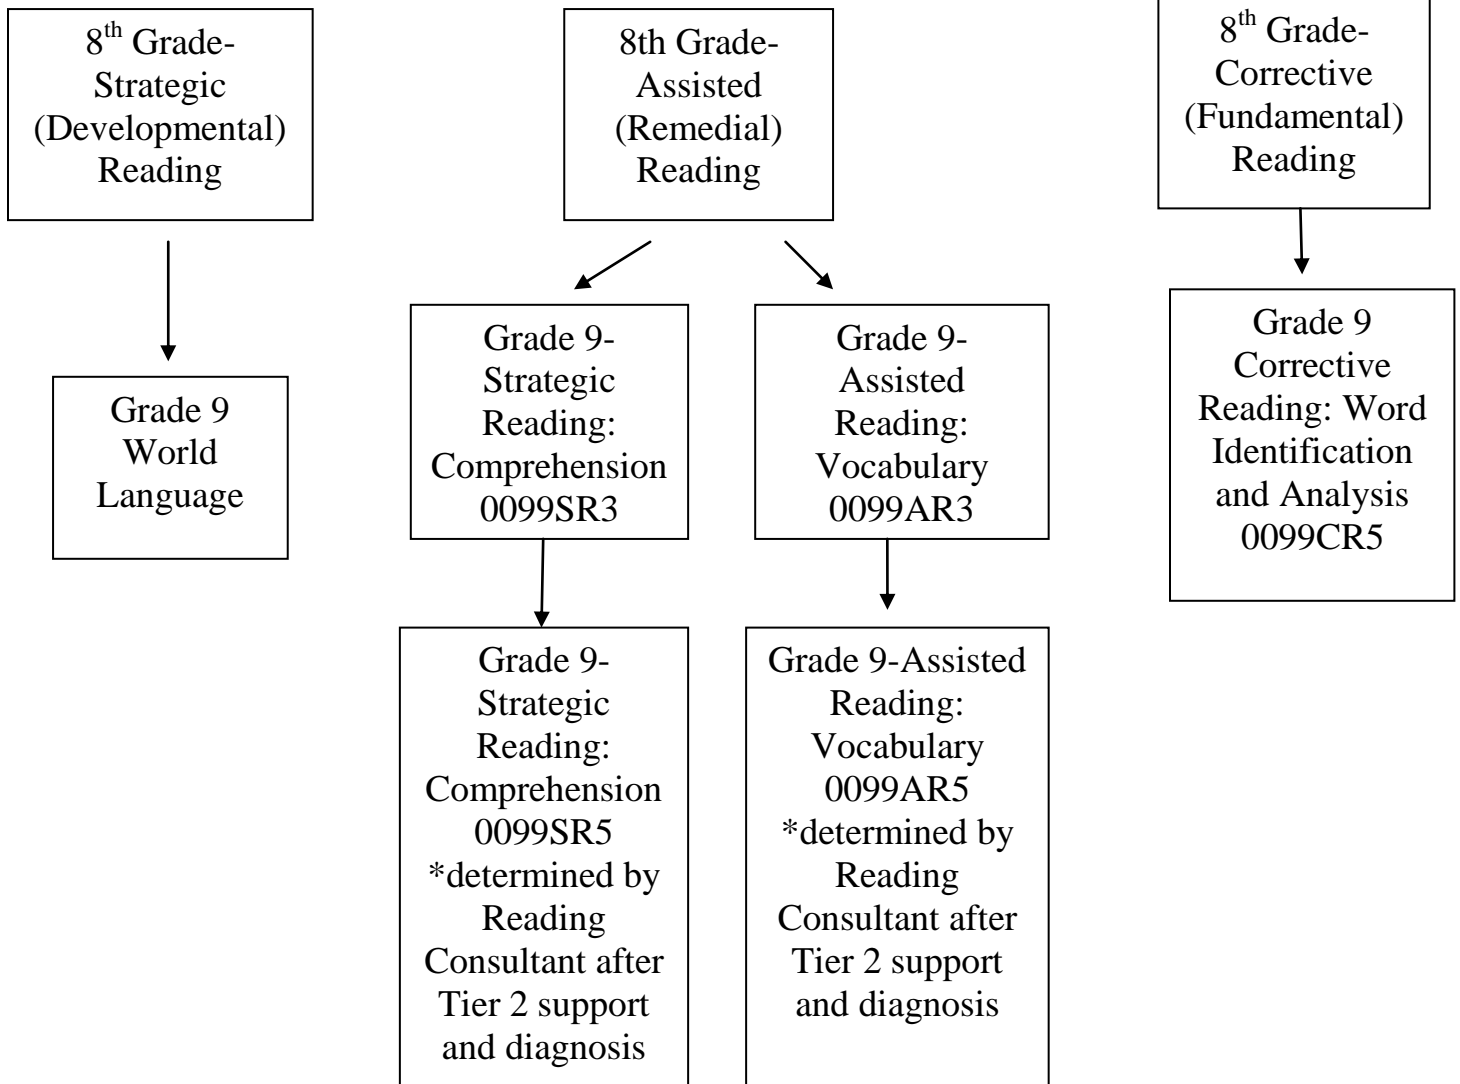 8th Grade-
Strategic
(Developmental)
Reading
8th Grade-
Assisted
(Remedial)
Reading
8th Grade-
Corrective
(Fundamental)
Reading
Grade 9
World
Language
Grade 9-
Strategic
Reading:
Comprehension
0099SR3
Grade 9-
Assisted
Reading:
Vocabulary
0099AR3
Grade 9
Corrective
Reading: Word
Identification
and Analysis
0099CR5
Grade 9-
Strategic
Reading:
Comprehension
0099SR5
*determined by
Reading
Consultant after
Tier 2 support
and diagnosis
Grade 9-Assisted
Reading:
Vocabulary
0099AR5
*determined by
Reading
Consultant after
Tier 2 support
and diagnosis